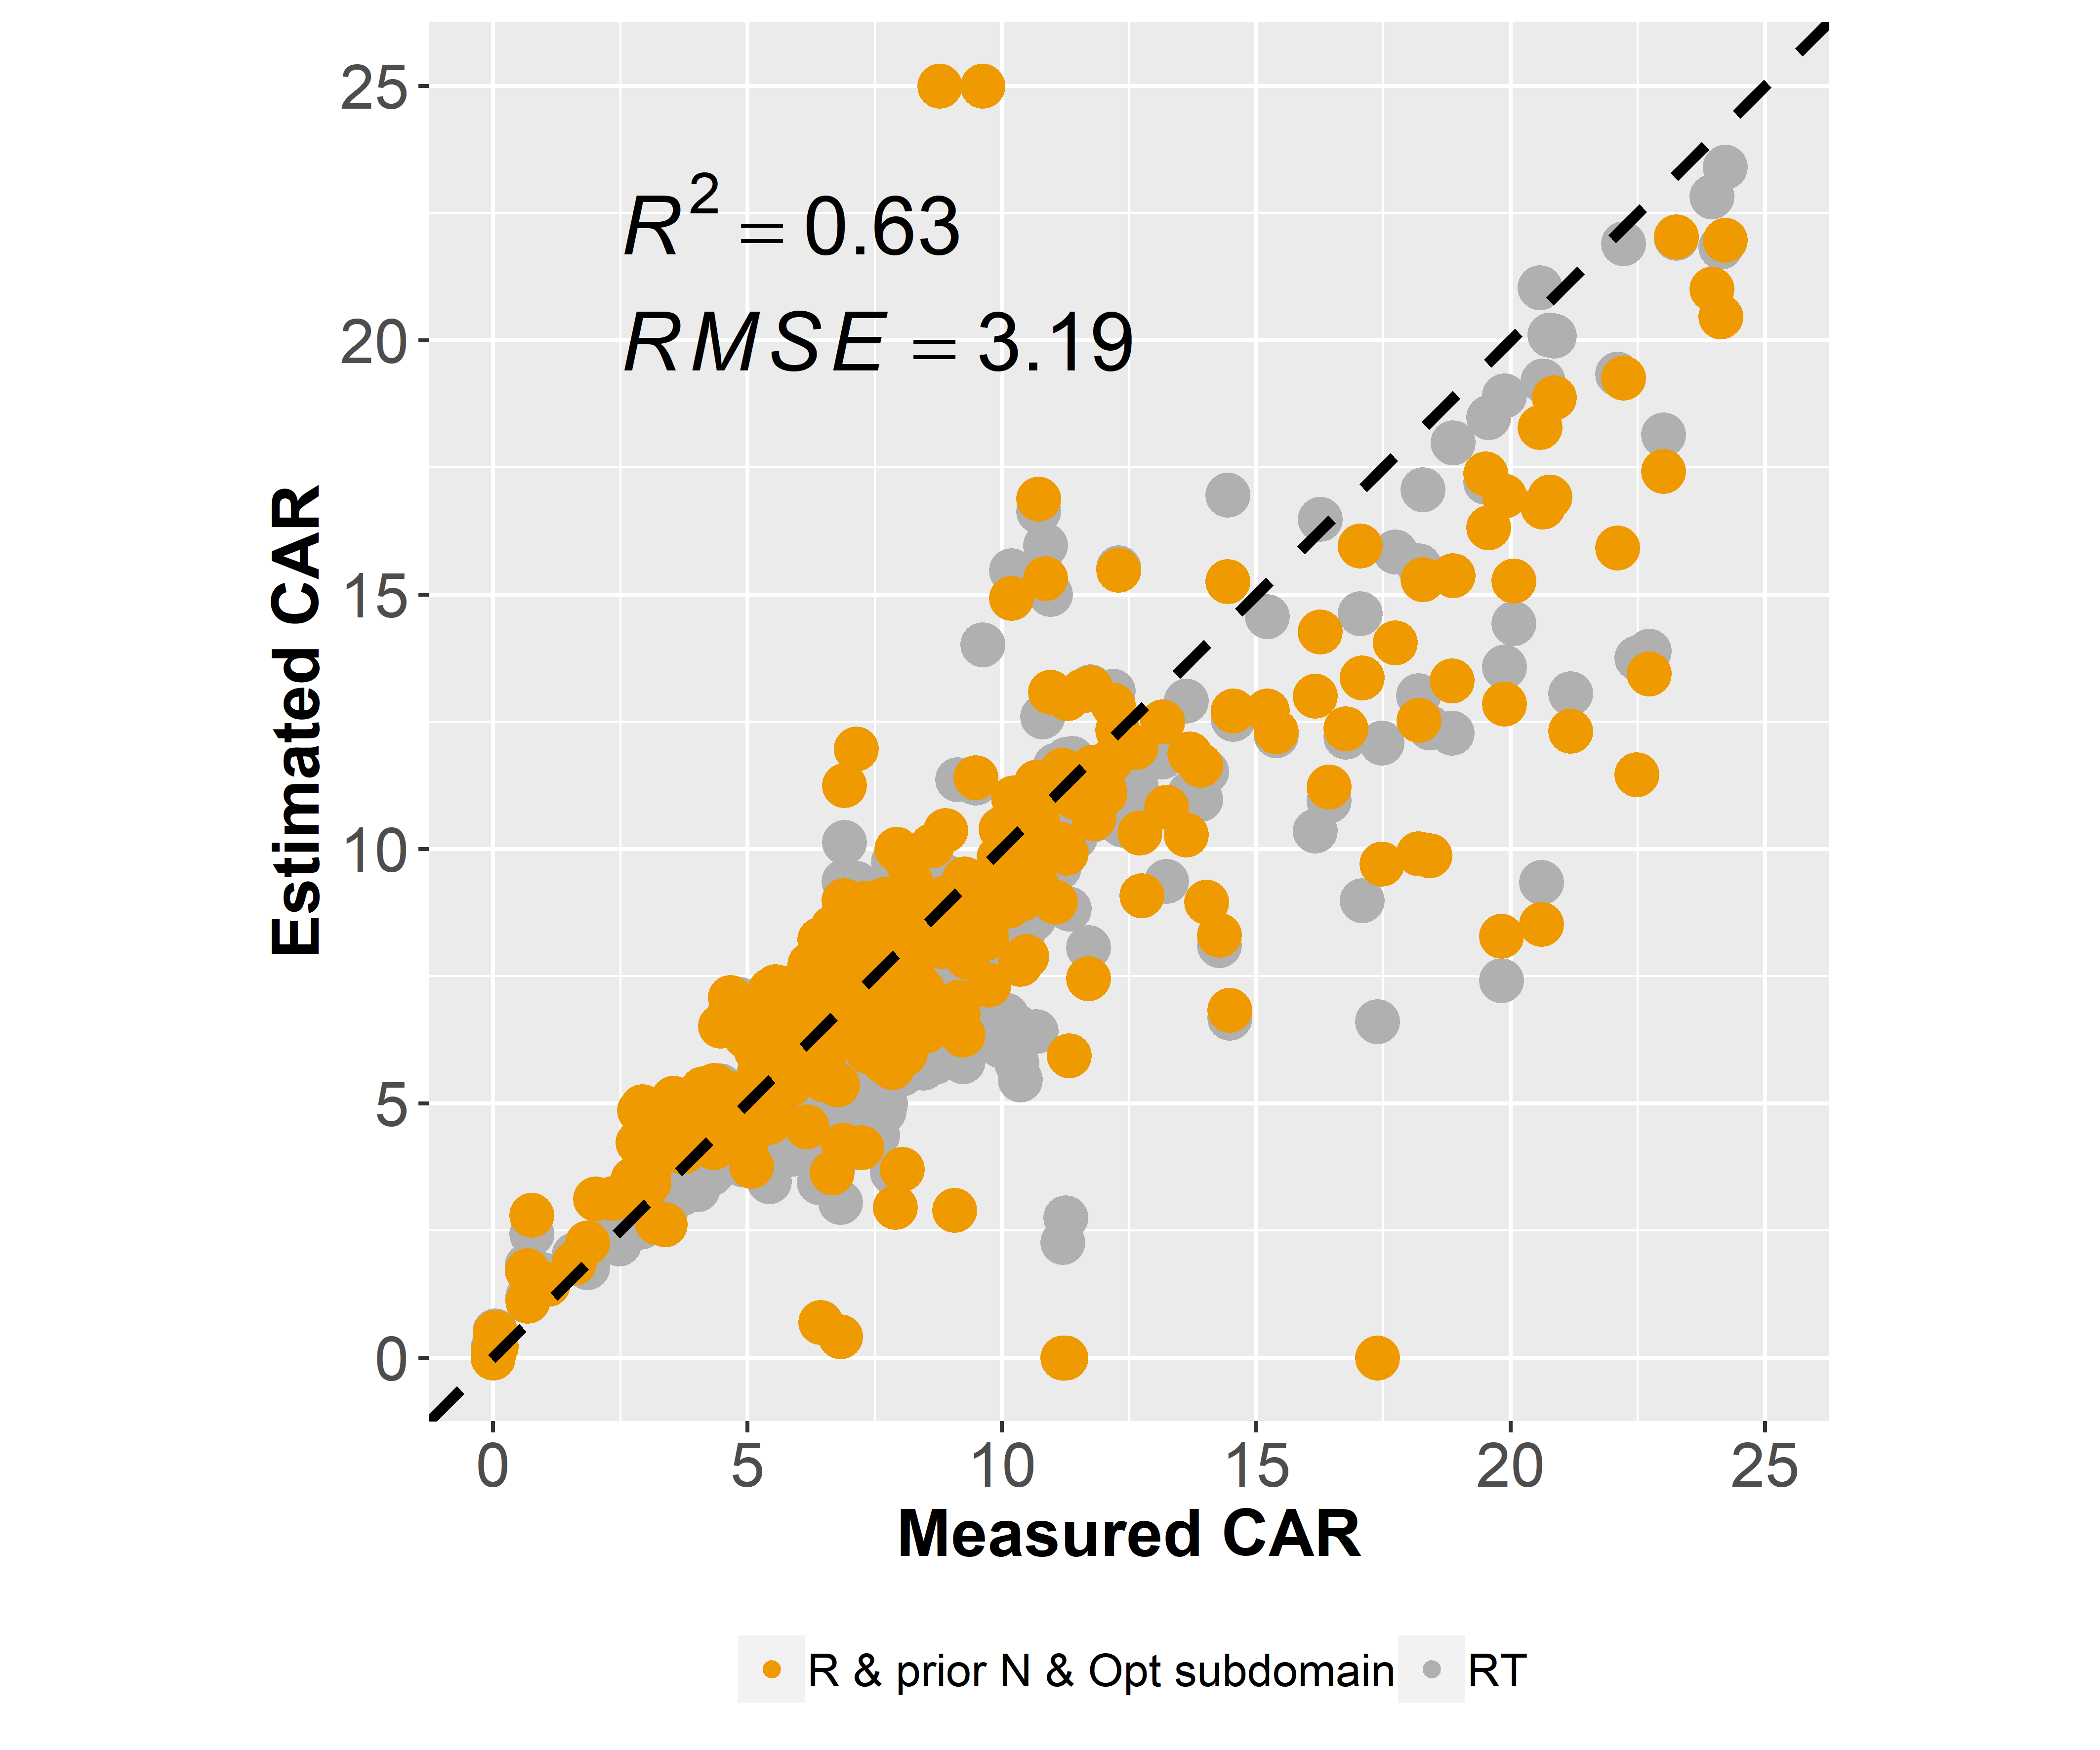 25
20
15
10
5
0
Estimated CAR
R² = 0.63
RMSE = 3.19
0 5 10 15 20 25
Measured CAR
R & prior N & Opt subdomain RT